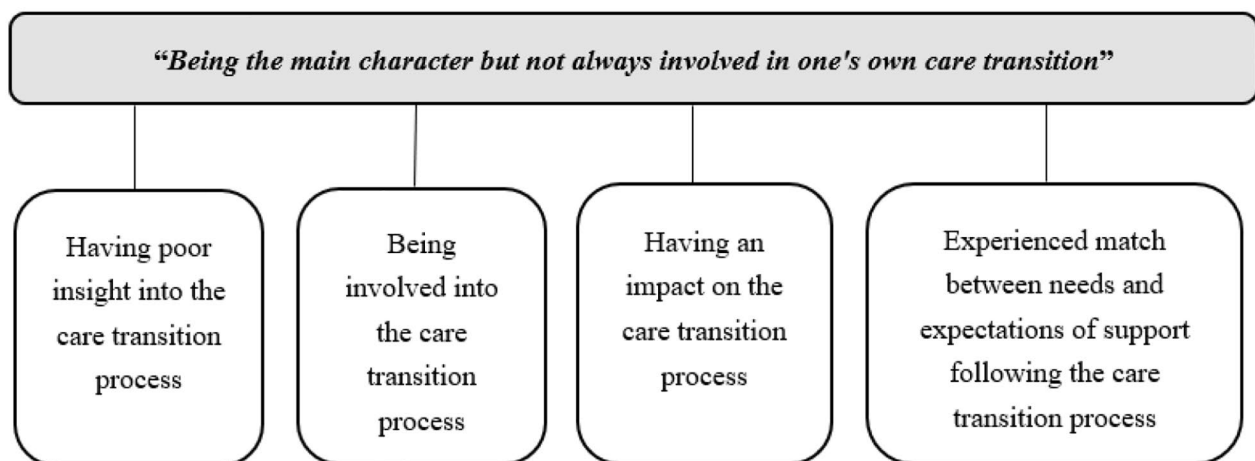 “Being the main character but not always involved in one's own care transition”
Having poor
insight into the
care transition
process
Being
involved into
the care
transition
process
Having an
impact on the
care transition
process
Experienced match
between needs and
expectations of support
following the care
transition process